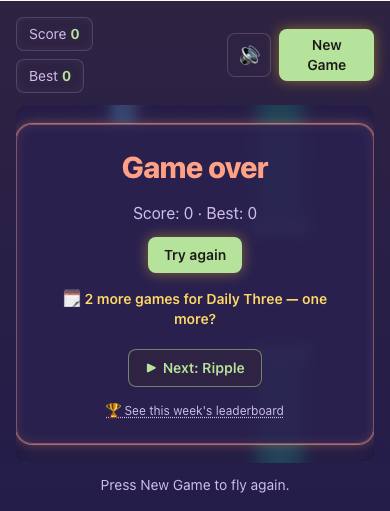 Score 0
Best 0
New
Game
Game over
Score: 0 · Best: 0
Try again
2 more games for Daily Three — one
more?
Next: Ripple
See this week's leaderboard
Press New Game to fly again.